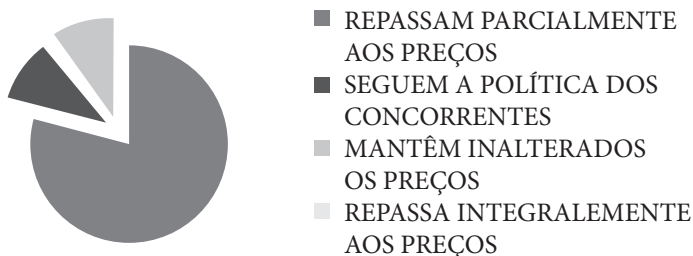 REPASSAM PARCIALMENTE
AOS PREÇOS
SEGUEM A POLÍTICA DOS
CONCORRENTES
MANTÊM INALTERADOS
OS PREÇOS
REPASSA INTEGRALEMENTE
AOS PREÇOS